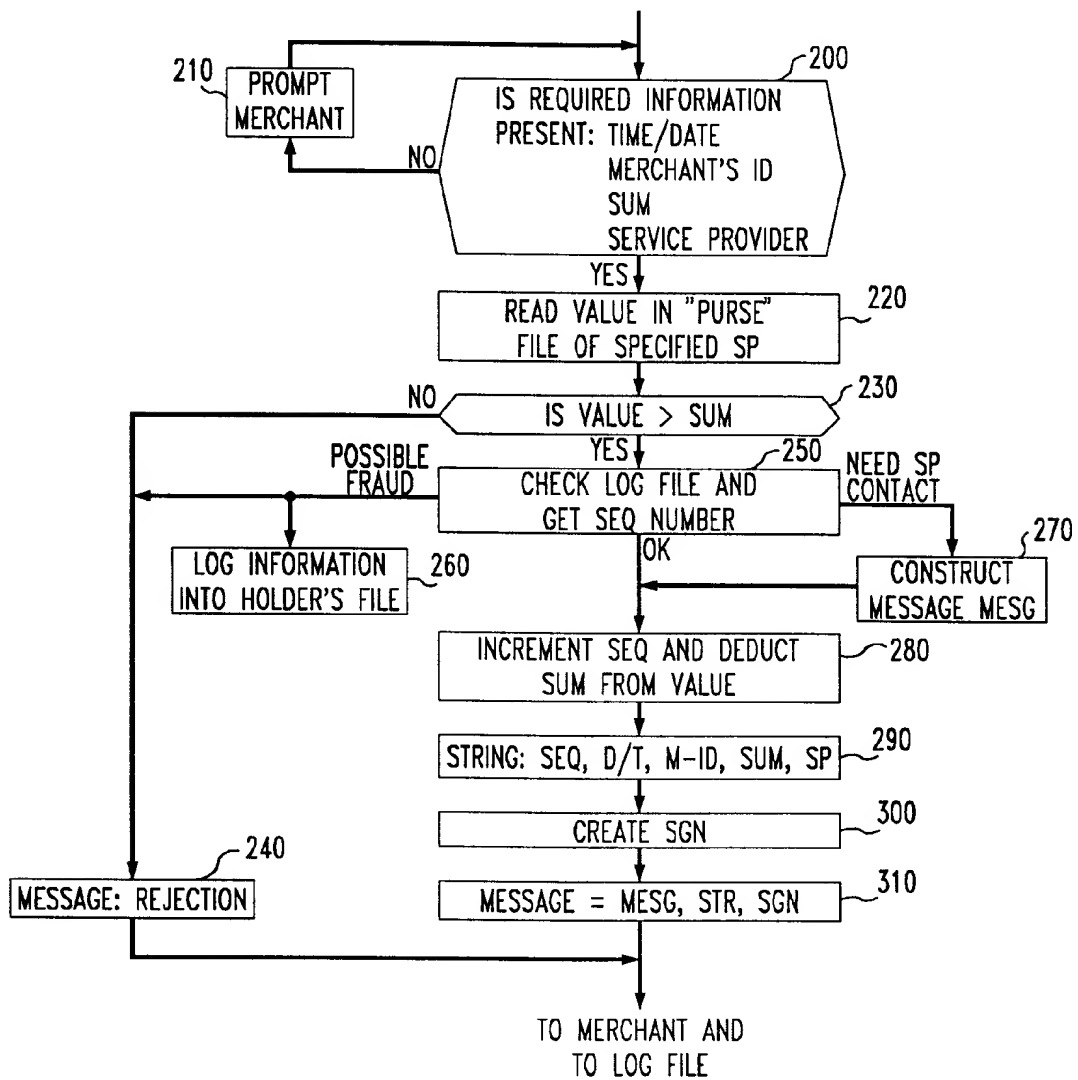 200
210
PROMPT
MERCHANT
IS REQUIRED INFORMATION
PRESENT: TIME/DATE
MERCHANT'S ID
SUM
SERVICE PROVIDER
NO
YES
220
READ VALUE IN "PURSE"
FILE OF SPECIFIED SP
230
NO
IS VALUE > SUM
YES
250
POSSIBLE
FRAUD
CHECK LOG FILE AND
GET SEQ NUMBER
NEED SP
CONTACT
OK
LOG INFORMATION
INTO HOLDER'S FILE
260
270
CONSTRUCT
MESSAGE MESG
INCREMENT SEQ AND DEDUCT
SUM FROM VALUE
280
STRING: SEQ, D/T, M-ID, SUM, SP
290
CREATE SGN
300
240
MESSAGE: REJECTION
MESSAGE = MESG, STR, SGN
310
TO MERCHANT AND
TO LOG FILE